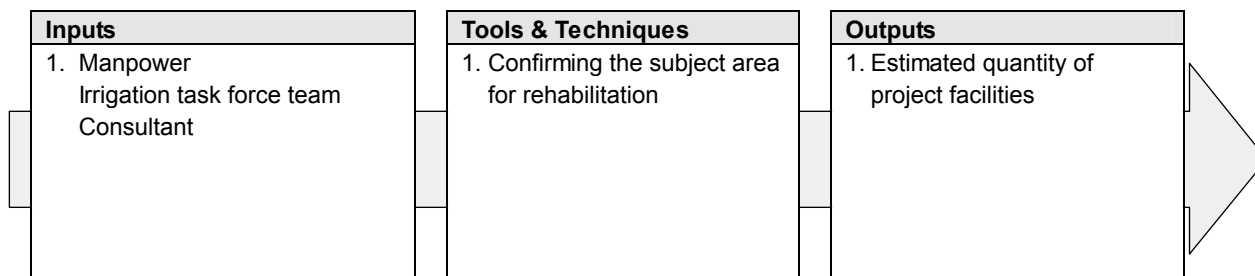 Inputs
1. Manpower
Irrigation task force team
Consultant
Tools & Techniques
1. Confirming the subject area
for rehabilitation
Outputs
1. Estimated quantity of
project facilities